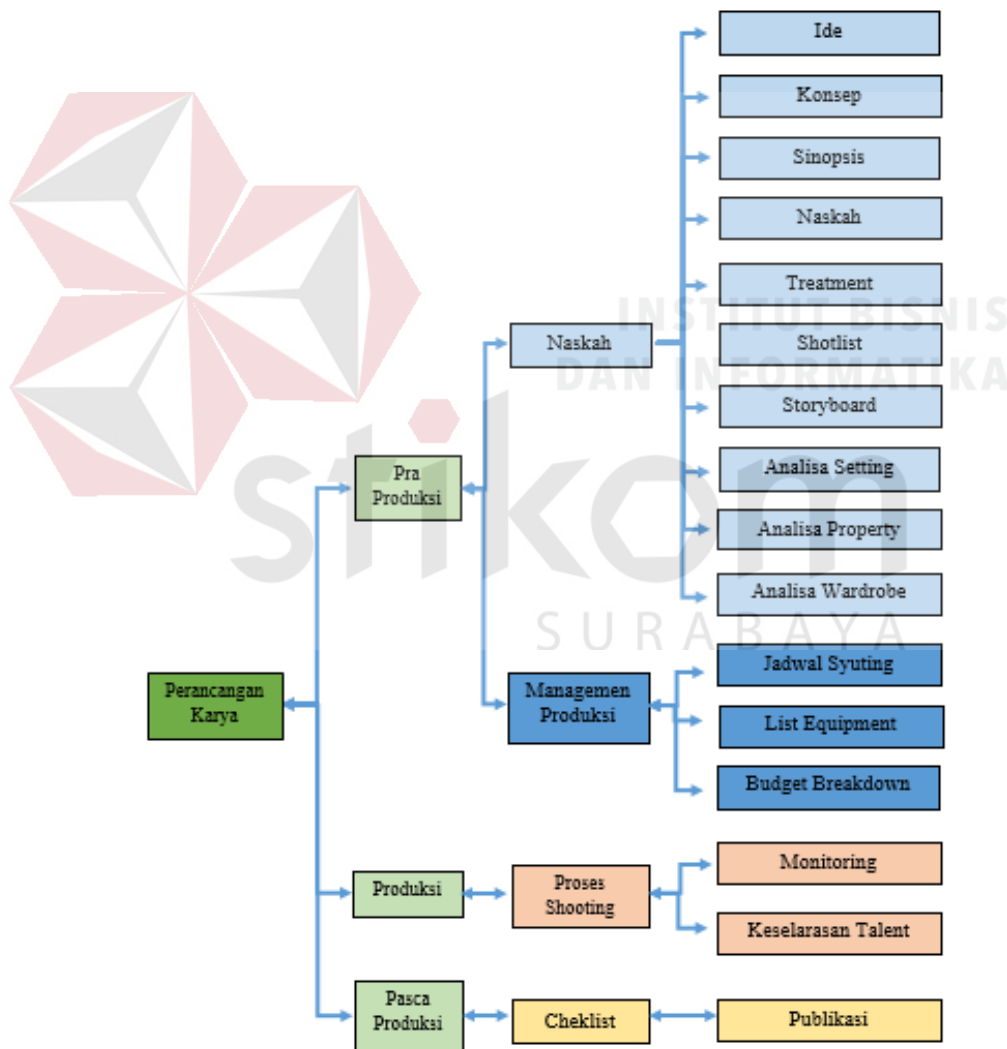 Ide
Konsep
Sinopsis
Naskah
Treatment
INSTITUT BISNIS
Naskah
Shotlist
DAN INFORMATIKA
Storyboard
stikom
Pra
Produksi
Analisa Setting
Analisa Property
Analisa Wardrobe
SURABAYA
Perancangan
Karya
Managemen
Produksi
Jadwal Syuting
List Equipment
Budget Breakdown
Produksi
Proses
Shooting
Monitoring
Keselarasan Talent
Pasca
Produksi
Cheklist
Publikasi